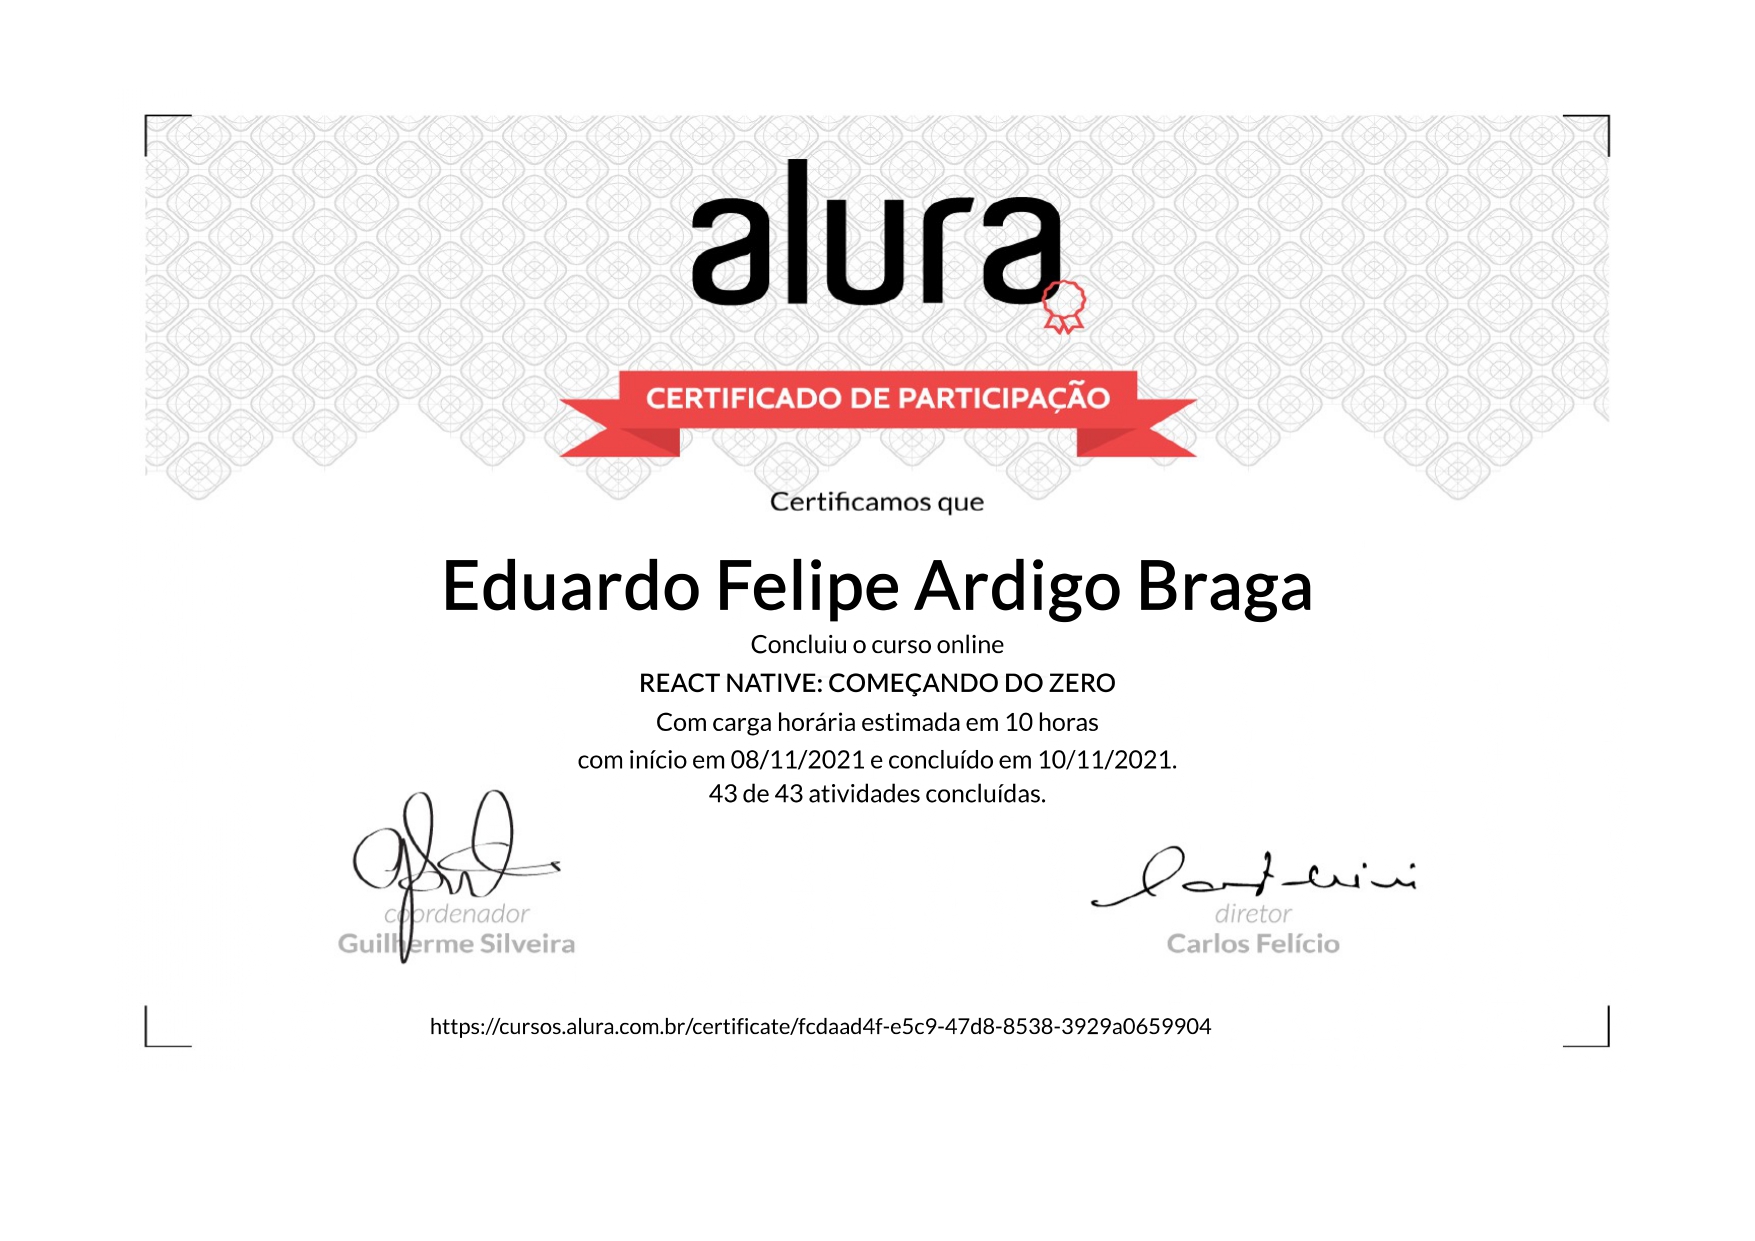 alura
CERTIFICADO DE PARTICIPAÇÃO
Certificamos que
Eduardo Felipe Ardigo Braga
Concluiu o curso online
REACT NATIVE: COMEÇANDO DO ZERO
Com carga horária estimada em 10 horas
com início em 08/11/2021 e concluído em 10/11/2021.
43 de 43 atividades concluídas.
coordenador
Guilherme Silveira
diretor
Carlos Felício
https://cursos.alura.com.br/certificate/fcdaad4f-e5c9-47d8-8538-3929a0659904